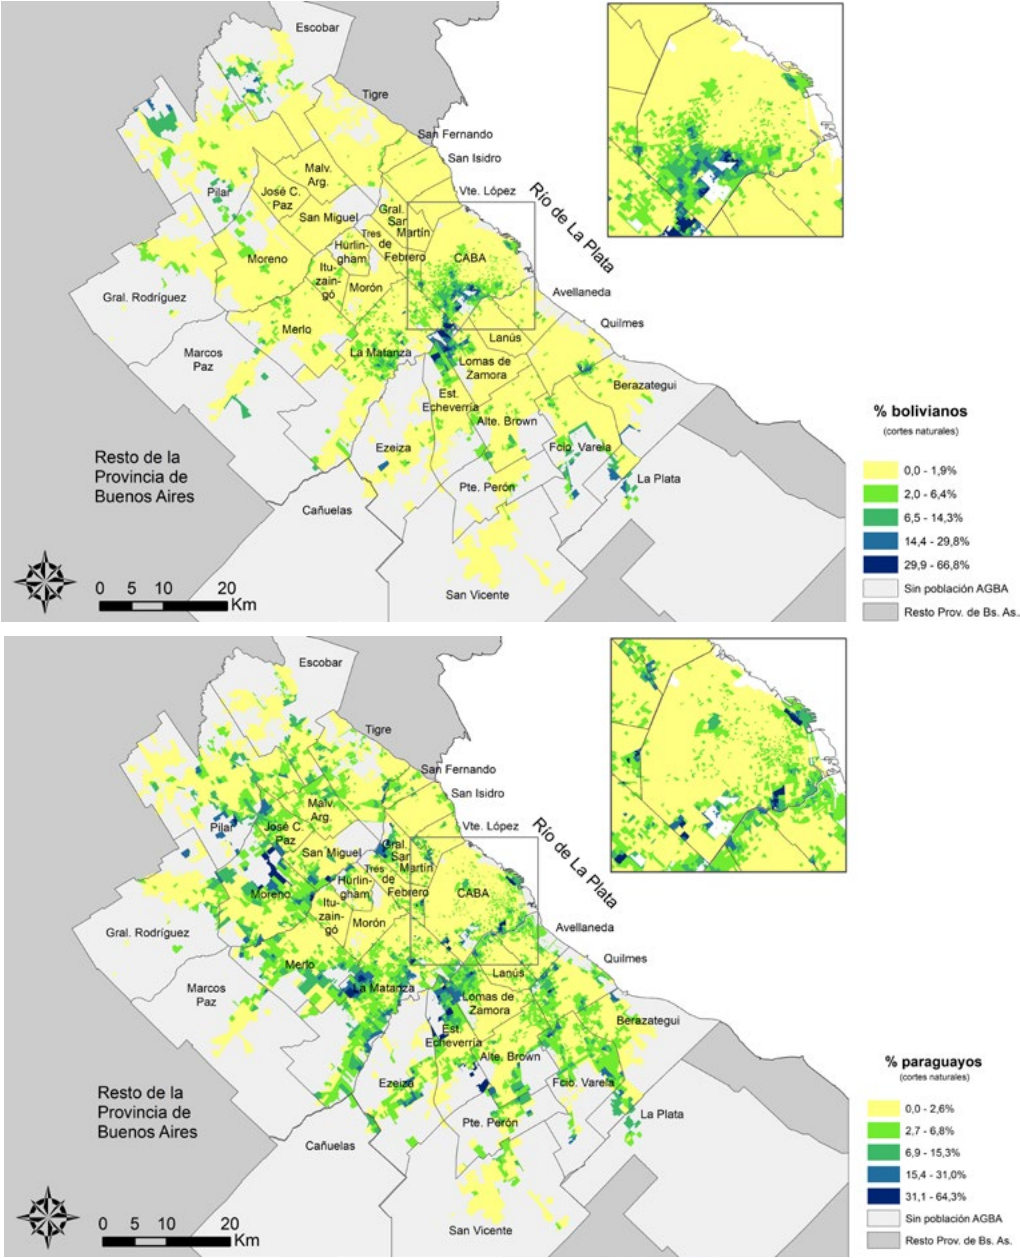 Escobar
Tigre
San Fernando
San Isidro
Malv.
Arg.
Vte. López
Pilar
José C.
Paz
Gral.
San
Martín
San Miguel
Tres
de
Febrero
Hurlin-
gham
CABA
Río de La Plata
Moreno
Itu-
zain-
gó
Morón
Avellaneda
Gral. Rodríguez
Quilmes
Merlo
Lanús
Marcos
Paz
La Matanza
Lomas de
Zamora
Berazategui
Est.
Echeverría
Alte. Brown
Ezeiza
Fcio. Varela
Resto de la
Provincia de
Buenos Aires
Pte. Perón
La Plata
Cañuelas
San Vicente
0 5 10 20
Km
% bolivianos
(cortes naturales)
0,0 - 1,9%
2,0 - 6,4%
6,5 - 14,3%
14,4 - 29,8%
29,9 - 66,8%
Sin población AGBA
Resto Prov. de Bs. As..
Escobar
Tigre
San Fernando
San Isidro
Malv.
Arg.
Vte. López
Pilar
José C.
Paz
Gral.
San
Martín
San Miguel
Tres
de
Febrero
Hurlin-
gham
CABA
Río de La Plata
Moreno
Itu-
zain-
gó
Morón
Avellaneda
Gral. Rodríguez
Quilmes
Merlo
Lanús
Marcos
Paz
La Matanza
Lomas de
Zamora
Berazategui
Est.
Echeverría
Alte. Brown
Ezeiza
Fcio. Varela
Resto de la
Provincia de
Buenos Aires
Pte. Perón
La Plata
Cañuelas
San Vicente
0 5 10 20
Km
% paraguayos
(cortes naturales)
0,0 - 2,6%
2,7 - 6,8%
6,9 - 15,3%
15,4 - 31,0%
31,1 - 64,3%
Sin población AGBA
Resto Prov. de Bs. As.